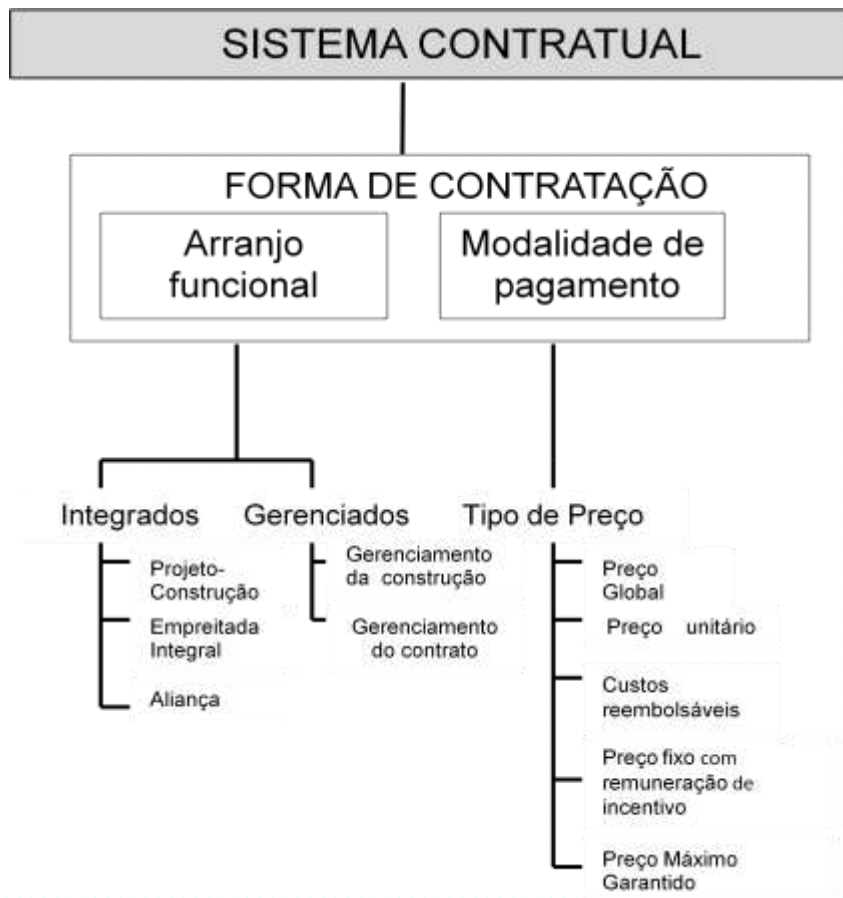 SISTEMA CONTRATUAL
FORMA DE CONTRATAÇÃO
Arranjo
funcional
Modalidade de
pagamento
Integrados
Projeto-
Construção
Empreitada
Integral
Aliança
Gerenciados
Gerenciamento
da construção
Gerenciamento
do contrato
Tipo de Preço
Preço
Global
Preço unitário
Custos
reembolsáveis
Preço fixo com
remuneração de
incentivo
Preço Máximo
Garantido